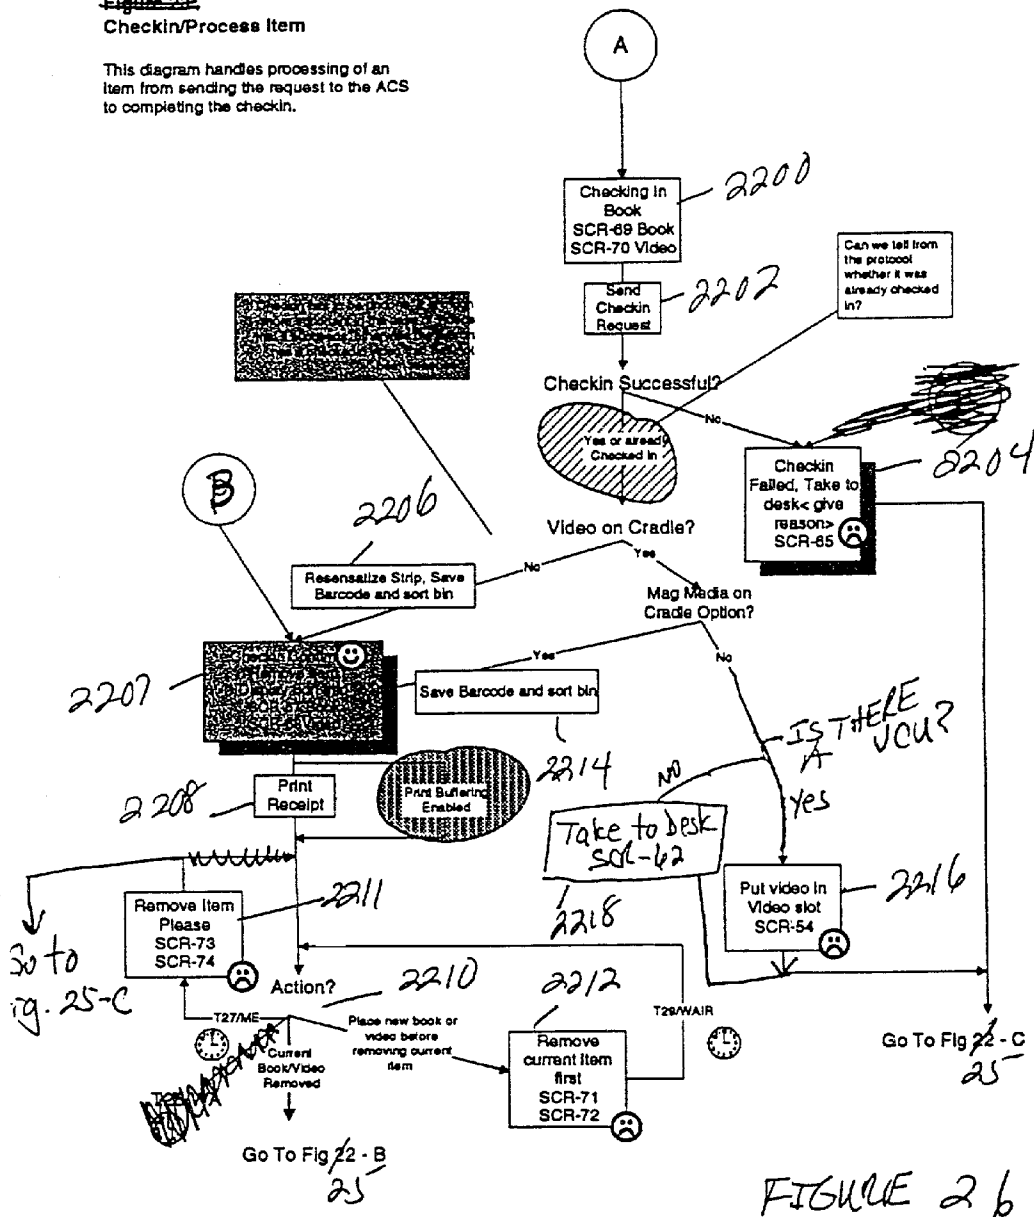 Checkin/Process Item
This diagram handles processing of an
item from sending the request to the ACS
to completing the checkin.
A
Checking In
Book
SCR-69 Book
SCR-70 Video
2200
Send
Checkin
Request
2202
Can we tell from
the protocol
whether it was
already checked
in?
Checkin Successful?
No
Yes or already
Checked in
Checkin
Failed, Take to
desk< give
reason>
SCR-65
2204
B
2206
Video on Cradle?
No
Yes
Resensatize Strip, Save
Barcode and sort bin
Mag Media on
Cradle Option?
Yes
No
2207
Save Barcode and sort bin
2214
IS THERE
A VCU?
NO
Yes
2208
Print
Receipt
Print Buffering
Enabled
Take to Desk
SCR-62
2218
Put video in
Video slot
SCR-54
2216
Remove Item
Please
SCR-73
SCR-74
2211
Go to
Fig. 25-C
Action?
2210
T27/ME
Current
Book/Video
Removed
Place new book or
video before
removing current
item
2212
Remove
current item
first
SCR-71
SCR-72
T29/WAIR
Go To Fig 22 - C
25
Go To Fig 22 - B
25
FIGURE 26